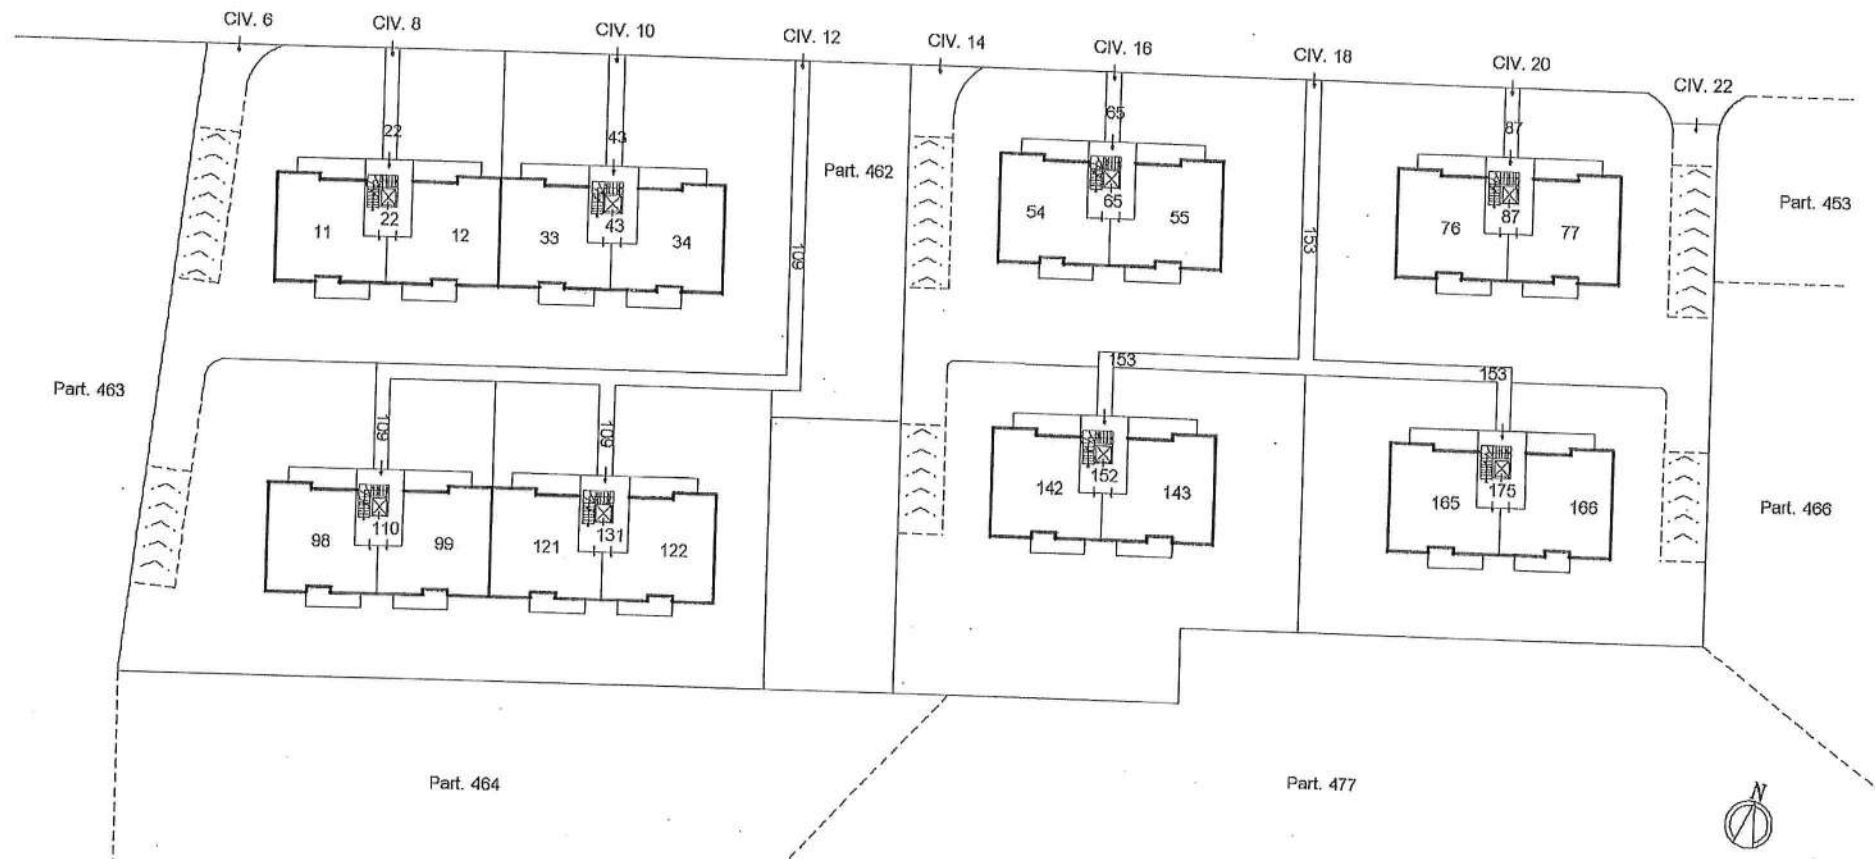 CIV. 6
CIV. 8
CIV. 10
CIV. 12
CIV. 14
CIV. 16
CIV. 18
CIV. 20
CIV. 22
22
43
65
87
Part. 462
Part. 453
11
22
12
33
43
34
54
65
55
76
87
77
109
153
Part. 463
153
153
109
109
98
110
99
121
131
122
142
152
143
165
175
166
Part. 466
Part. 464
Part. 477
N